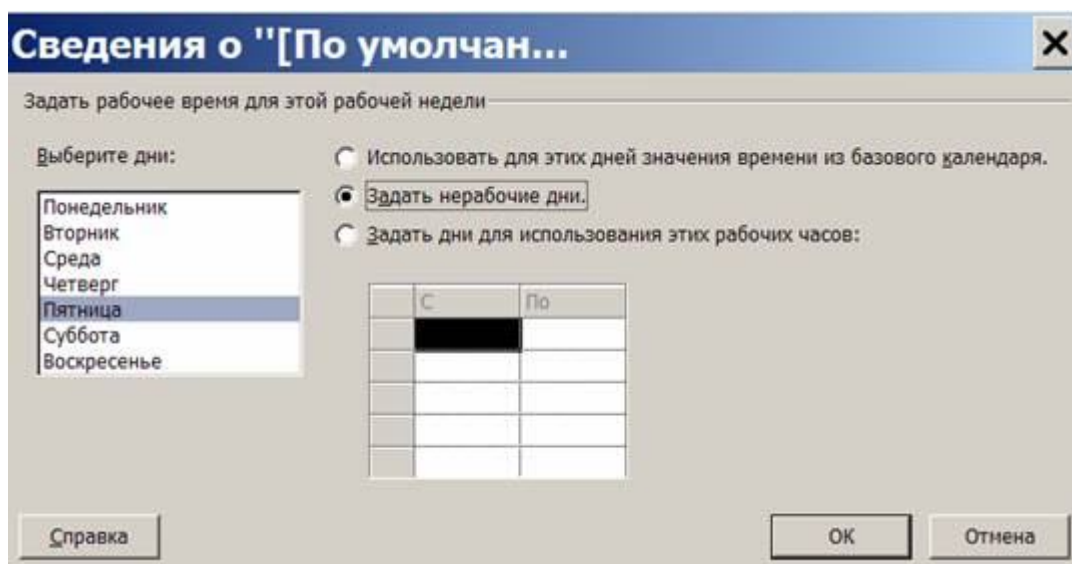 Сведения о "[По умолчан...
Задать рабочее время для этой рабочей недели
Выберите дни:
Использовать для этих дней значения времени из базового календаря.
Задать нерабочие дни.
Задать дни для использования этих рабочих часов:
Понедельник
Вторник
Среда
Четверг
Пятница
Суббота
Воскресенье
С По
Справка
ОК Отмена